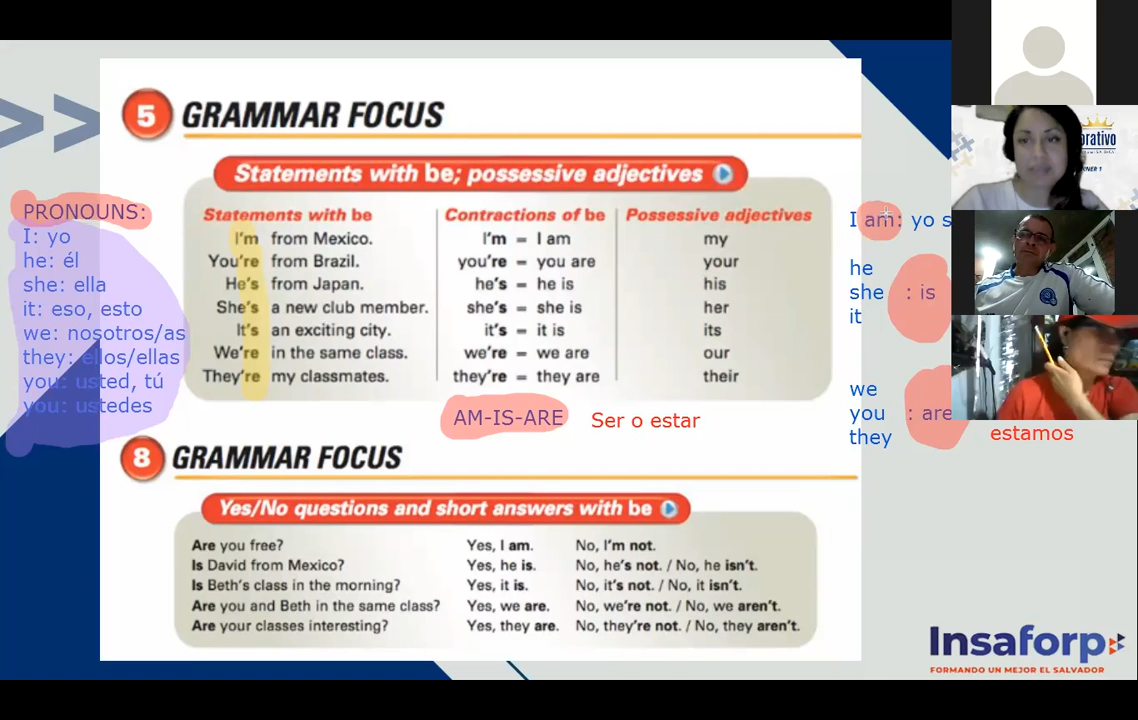 5 GRAMMAR FOCUS
Statements with be; possessive adjectives
Statements with be Contractions of be Possessive adjectives
I'm from Mexico. I'm = I am my
You're from Brazil. you're = you are your
He's from Japan. he's = he is his
She's a new club member. she's = she is her
It's an exciting city. it's = it is its
We're in the same class. we're = we are our
They're my classmates. they're = they are their
AM-IS-ARE Ser o estar
8 GRAMMAR FOCUS
Yes/No questions and short answers with be
Are you free? Yes, I am. No, I'm not.
Is David from Mexico? Yes, he is. No, he's not. / No, he isn't.
Is Beth's class in the morning? Yes, it is. No, it's not. / No, it isn't.
Are you and Beth in the same class? Yes, we are. No, we're not. / No, we aren't.
Are your classes interesting? Yes, they are. No, they're not. / No, they aren't.
PRONOUNS:
I: yo
he: él
she: ella
it: eso, esto
we: nosotros/as
they: ellos/ellas
you: usted, tú
you: ustedes
I am: yo s
he
she : is
it
we
you : are
they
estamos
orativo
NER 1
Insaforp
FORMANDO UN MEJOR EL SALVADOR